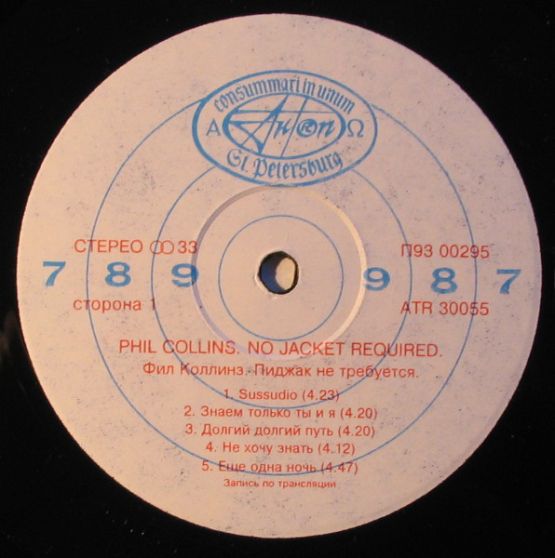 consummari in unum
А АнТроп Ω
St. Petersburg
СТЕРЕО 33
П93 00295
7 8 9 9 8 7
сторона 1
ATR 30055
PHIL COLLINS. NO JACKET REQUIRED.
Фил Коллинз. Пиджак не требуется.
1. Sussudio (4.23)
2. Знаем только ты и я (4.20)
3. Долгий долгий путь (4.20)
4. Не хочу знать (4.12)
5. Еще одна ночь (4.47)
Запись по трансляции